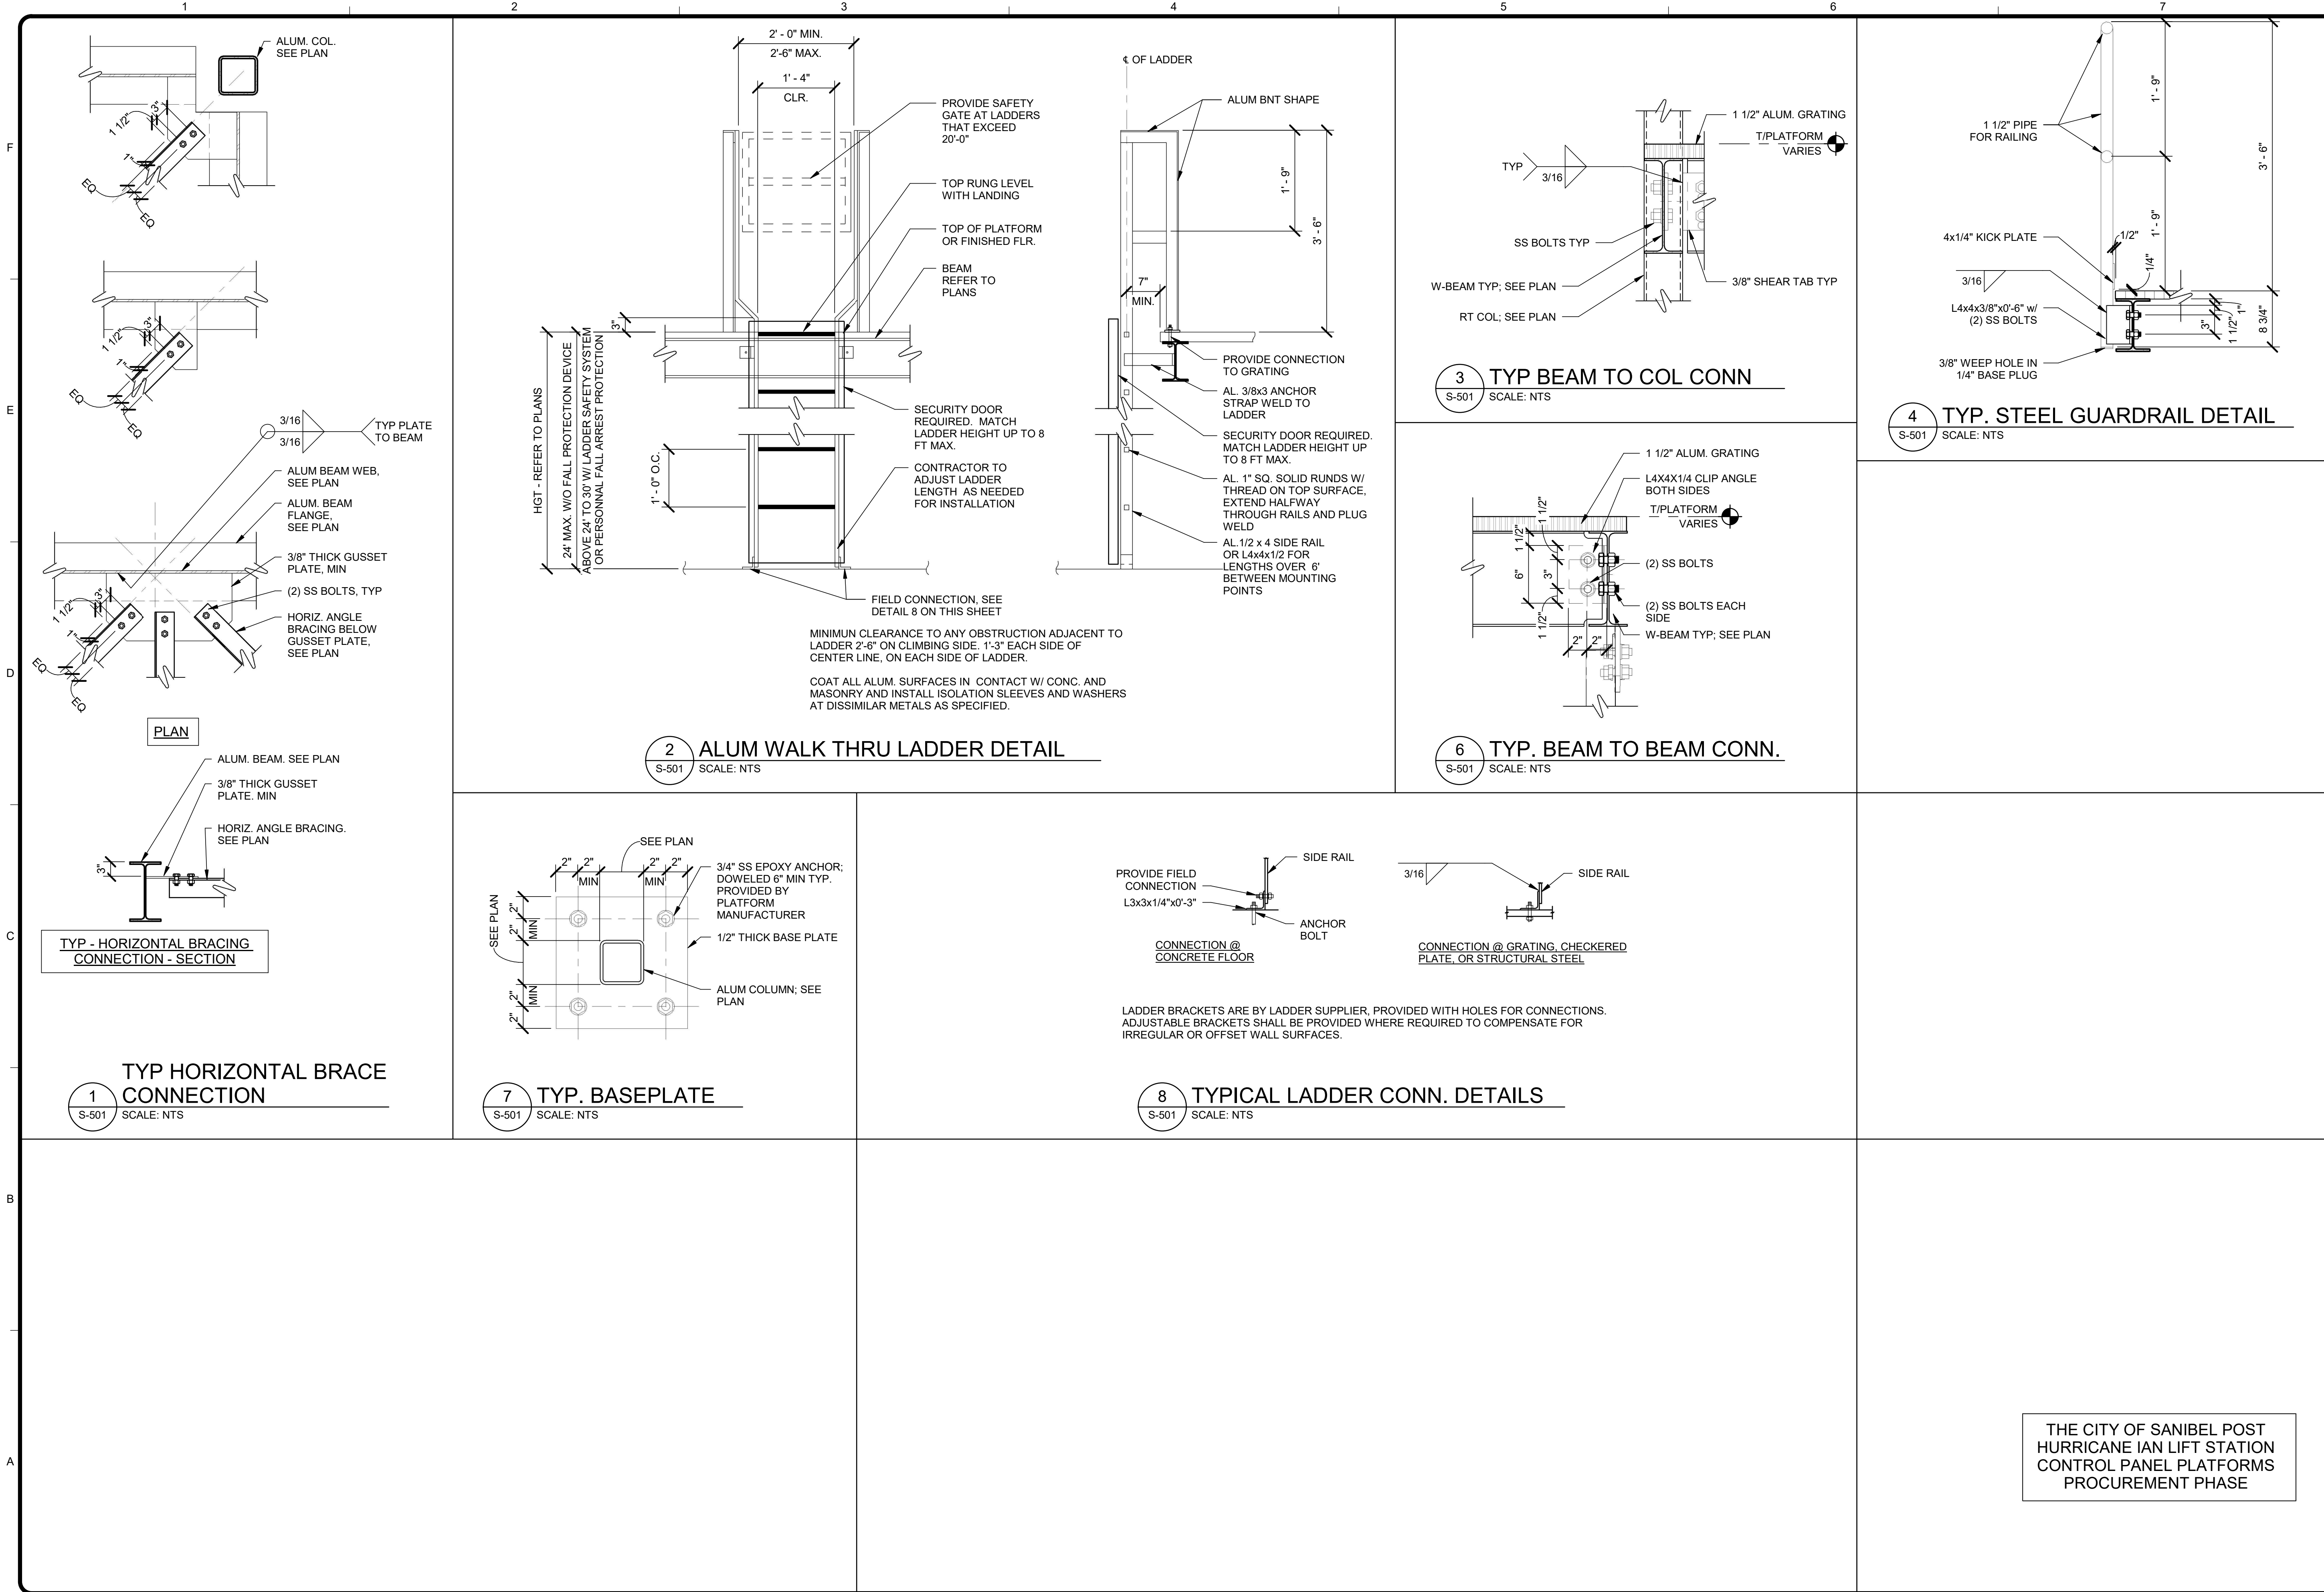 1
2
3
4
5
6
7
F
E
D
C
B
A
ALUM. COL.
SEE PLAN
3"
1 1/2"
1"
EQ
EQ
3"
1 1/2"
1"
EQ
EQ
3/16
3/16
TYP PLATE
TO BEAM
ALUM BEAM WEB,
SEE PLAN
ALUM. BEAM
FLANGE,
SEE PLAN
3/8" THICK GUSSET
PLATE, MIN
(2) SS BOLTS, TYP
HORIZ. ANGLE
BRACING BELOW
GUSSET PLATE,
SEE PLAN
3"
1 1/2"
1"
EQ
EQ
PLAN
ALUM. BEAM. SEE PLAN
3/8" THICK GUSSET
PLATE. MIN
HORIZ. ANGLE BRACING.
SEE PLAN
3"
TYP - HORIZONTAL BRACING
CONNECTION - SECTION
1
S-501
TYP HORIZONTAL BRACE
CONNECTION
SCALE: NTS
2' - 0" MIN.
2'-6" MAX.
1' - 4"
CLR.
PROVIDE SAFETY
GATE AT LADDERS
THAT EXCEED
20'-0"
TOP RUNG LEVEL
WITH LANDING
TOP OF PLATFORM
OR FINISHED FLR.
BEAM
REFER TO
PLANS
3"
HGT - REFER TO PLANS
24' MAX. W/O FALL PROTECTION DEVICE
ABOVE 24' TO 30' W/ LADDER SAFETY SYSTEM
OR PERSONNAL FALL ARREST PROTECTION
1' - 0" O.C.
SECURITY DOOR
REQUIRED. MATCH
LADDER HEIGHT UP TO 8
FT MAX.
CONTRACTOR TO
ADJUST LADDER
LENGTH AS NEEDED
FOR INSTALLATION
FIELD CONNECTION, SEE
DETAIL 8 ON THIS SHEET
℄ OF LADDER
ALUM BNT SHAPE
1' - 9"
3' - 6"
7"
MIN.
PROVIDE CONNECTION
TO GRATING
AL. 3/8x3 ANCHOR
STRAP WELD TO
LADDER
SECURITY DOOR REQUIRED.
MATCH LADDER HEIGHT UP
TO 8 FT MAX.
AL. 1" SQ. SOLID RUNDS W/
THREAD ON TOP SURFACE,
EXTEND HALFWAY
THROUGH RAILS AND PLUG
WELD
AL.1/2 x 4 SIDE RAIL
OR L4x4x1/2 FOR
LENGTHS OVER 6'
BETWEEN MOUNTING
POINTS
MINIMUN CLEARANCE TO ANY OBSTRUCTION ADJACENT TO
LADDER 2'-6" ON CLIMBING SIDE. 1'-3" EACH SIDE OF
CENTER LINE, ON EACH SIDE OF LADDER.
COAT ALL ALUM. SURFACES IN CONTACT W/ CONC. AND
MASONRY AND INSTALL ISOLATION SLEEVES AND WASHERS
AT DISSIMILAR METALS AS SPECIFIED.
2
S-501
ALUM WALK THRU LADDER DETAIL
SCALE: NTS
1 1/2" ALUM. GRATING
T/PLATFORM
VARIES
TYP
3/16
SS BOLTS TYP
W-BEAM TYP; SEE PLAN
3/8" SHEAR TAB TYP
RT COL; SEE PLAN
3
S-501
TYP BEAM TO COL CONN
SCALE: NTS
1 1/2" PIPE
FOR RAILING
1' - 9"
3' - 6"
1' - 9"
4x1/4" KICK PLATE
1/2"
1/4"
3/16
L4x4x3/8"x0'-6" w/
(2) SS BOLTS
3"
1 1/2"
1"
8 3/4"
3/8" WEEP HOLE IN
1/4" BASE PLUG
4
S-501
TYP. STEEL GUARDRAIL DETAIL
SCALE: NTS
1 1/2" ALUM. GRATING
L4X4X1/4 CLIP ANGLE
BOTH SIDES
T/PLATFORM
VARIES
1 1/2"
1 1/2"
6"
3"
1 1/2"
2"
2"
(2) SS BOLTS
(2) SS BOLTS EACH
SIDE
W-BEAM TYP; SEE PLAN
6
S-501
TYP. BEAM TO BEAM CONN.
SCALE: NTS
SEE PLAN
2"
2"
2"
2"
MIN
MIN
3/4" SS EPOXY ANCHOR;
DOWELED 6" MIN TYP.
PROVIDED BY
PLATFORM
MANUFACTURER
1/2" THICK BASE PLATE
SEE PLAN
2"
2"
MIN
2"
MIN
2"
ALUM COLUMN; SEE
PLAN
7
S-501
TYP. BASEPLATE
SCALE: NTS
SIDE RAIL
PROVIDE FIELD
CONNECTION
L3x3x1/4"x0'-3"
ANCHOR
BOLT
CONNECTION @
CONCRETE FLOOR
3/16
SIDE RAIL
CONNECTION @ GRATING, CHECKERED
PLATE, OR STRUCTURAL STEEL
LADDER BRACKETS ARE BY LADDER SUPPLIER, PROVIDED WITH HOLES FOR CONNECTIONS.
ADJUSTABLE BRACKETS SHALL BE PROVIDED WHERE REQUIRED TO COMPENSATE FOR
IRREGULAR OR OFFSET WALL SURFACES.
8
S-501
TYPICAL LADDER CONN. DETAILS
SCALE: NTS
THE CITY OF SANIBEL POST
HURRICANE IAN LIFT STATION
CONTROL PANEL PLATFORMS
PROCUREMENT PHASE